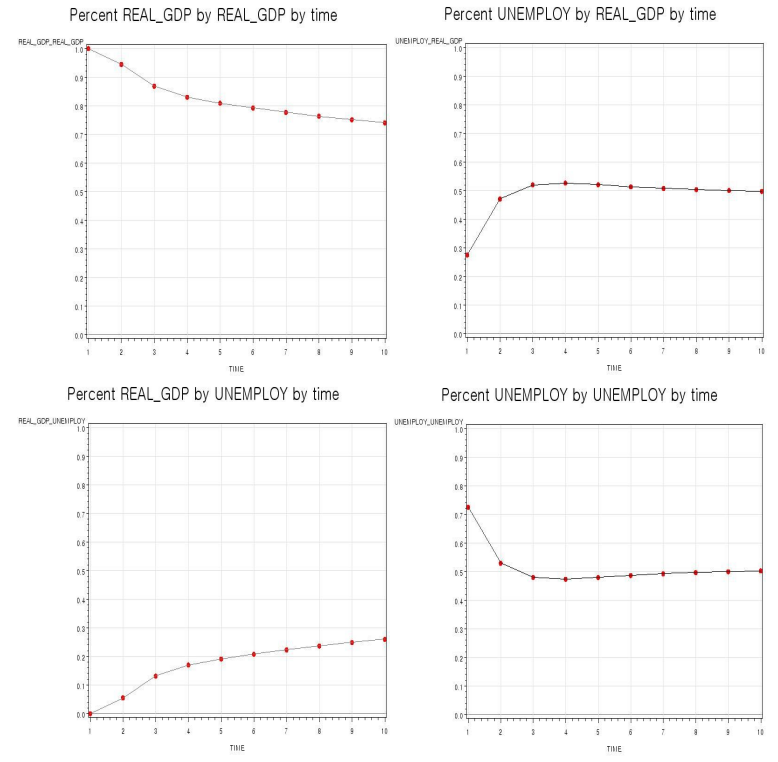 Percent REAL_GDP by REAL_GDP by time
REAL_GDP_REAL_GDP
1.0
0.9
0.8
0.7
0.6
0.5
0.4
0.3
0.2
0.1
0.0
1 2 3 4 5 6 7 8 9 10
TIME
Percent UNEMPLOY by REAL_GDP by time
UNEMPLOY_REAL_GDP
1.0
0.9
0.8
0.7
0.6
0.5
0.4
0.3
0.2
0.1
0.0
1 2 3 4 5 6 7 8 9 10
TIME
Percent REAL_GDP by UNEMPLOY by time
REAL_GDP_UNEMPLOY
1.0
0.9
0.8
0.7
0.6
0.5
0.4
0.3
0.2
0.1
0.0
1 2 3 4 5 6 7 8 9 10
TIME
Percent UNEMPLOY by UNEMPLOY by time
UNEMPLOY_UNEMPLOY
1.0
0.9
0.8
0.7
0.6
0.5
0.4
0.3
0.2
0.1
0.0
1 2 3 4 5 6 7 8 9 10
TIME